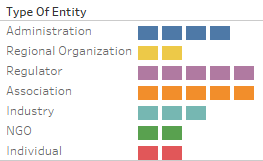 Type Of Entity
Administration
Regional Organization
Regulator
Association
Industry
NGO
Individual